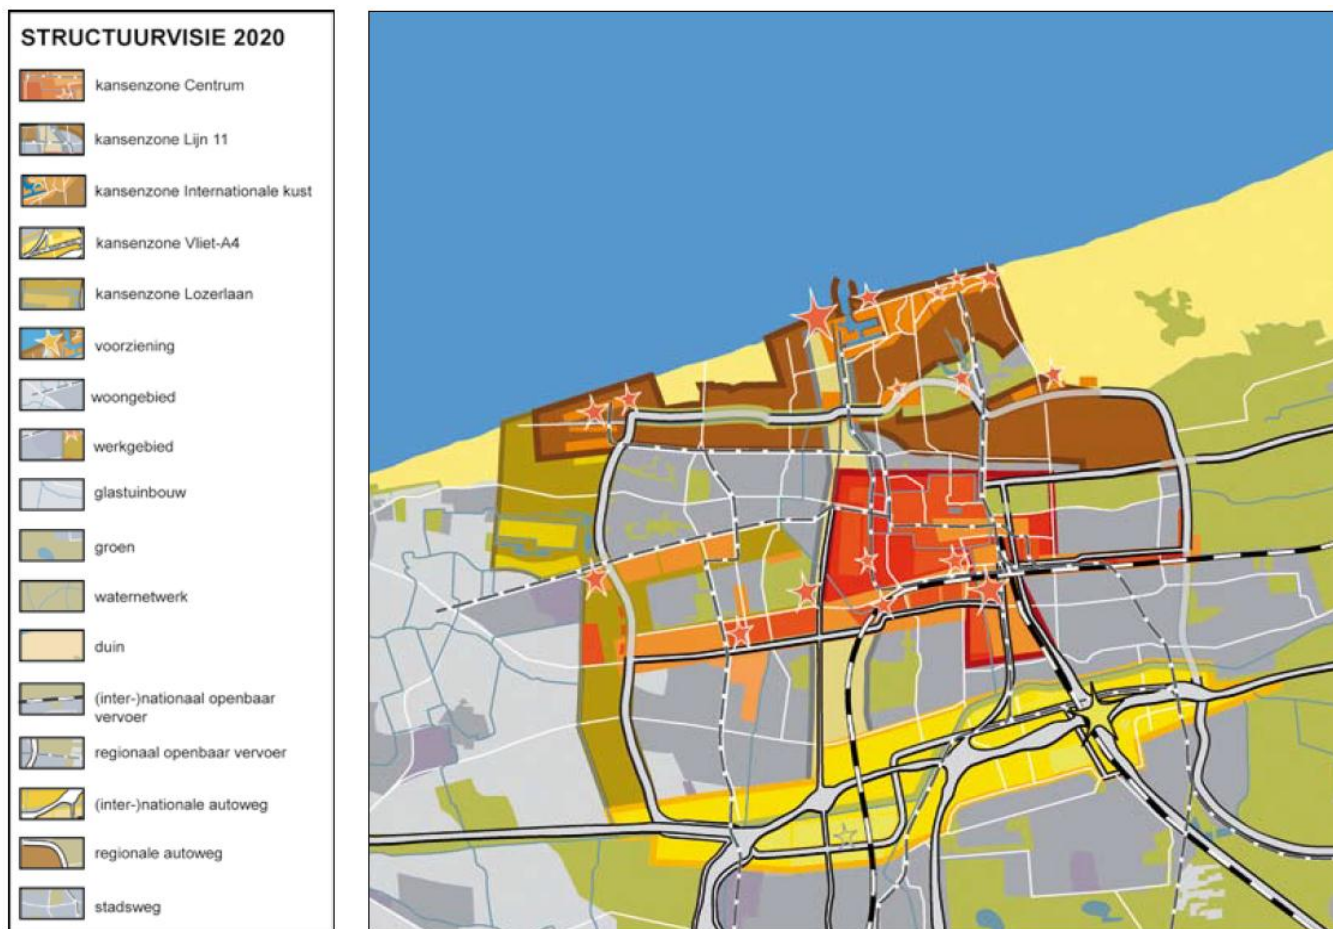 STRUCTUURVISIE 2020
kansenzone Centrum
kansenzone Lijn 11
kansenzone Internationale kust
kansenzone Vliet-A4
kansenzone Lozerlaan
voorziening
woongebied
werkgebied
glastuinbouw
groen
waternetwerk
duin
(inter-)nationaal openbaar
vervoer
regionaal openbaar vervoer
(inter-)nationale autoweg
regionale autoweg
stadsweg